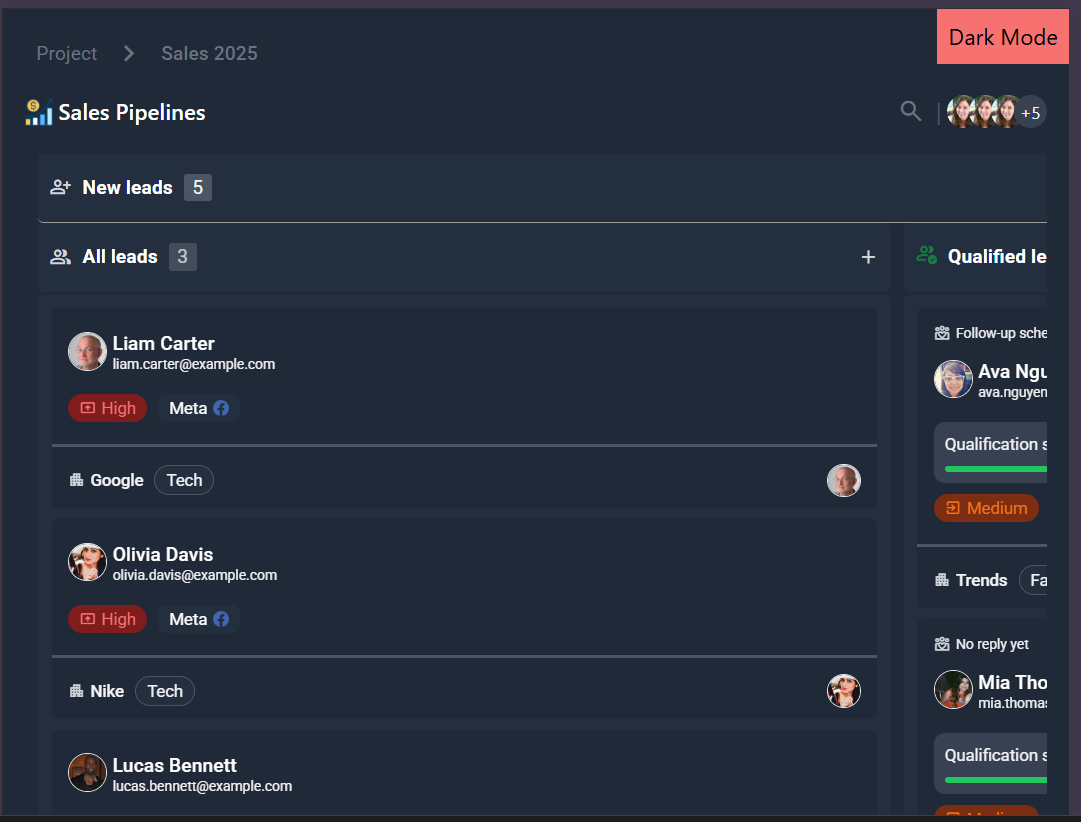 Project
Sales 2025
Dark Mode
Sales Pipelines
+5
New leads 5
All leads 3
+
Liam Carter
liam.carter@example.com
High
Meta
Google
Tech
Olivia Davis
olivia.davis@example.com
High
Meta
Nike
Tech
Lucas Bennett
lucas.bennett@example.com
Qualified le
Follow-up sche
Ava Ngu
ava.nguyen
Qualification s
Medium
Trends
Fa
No reply yet
Mia Tho
mia.thomas
Qualification s